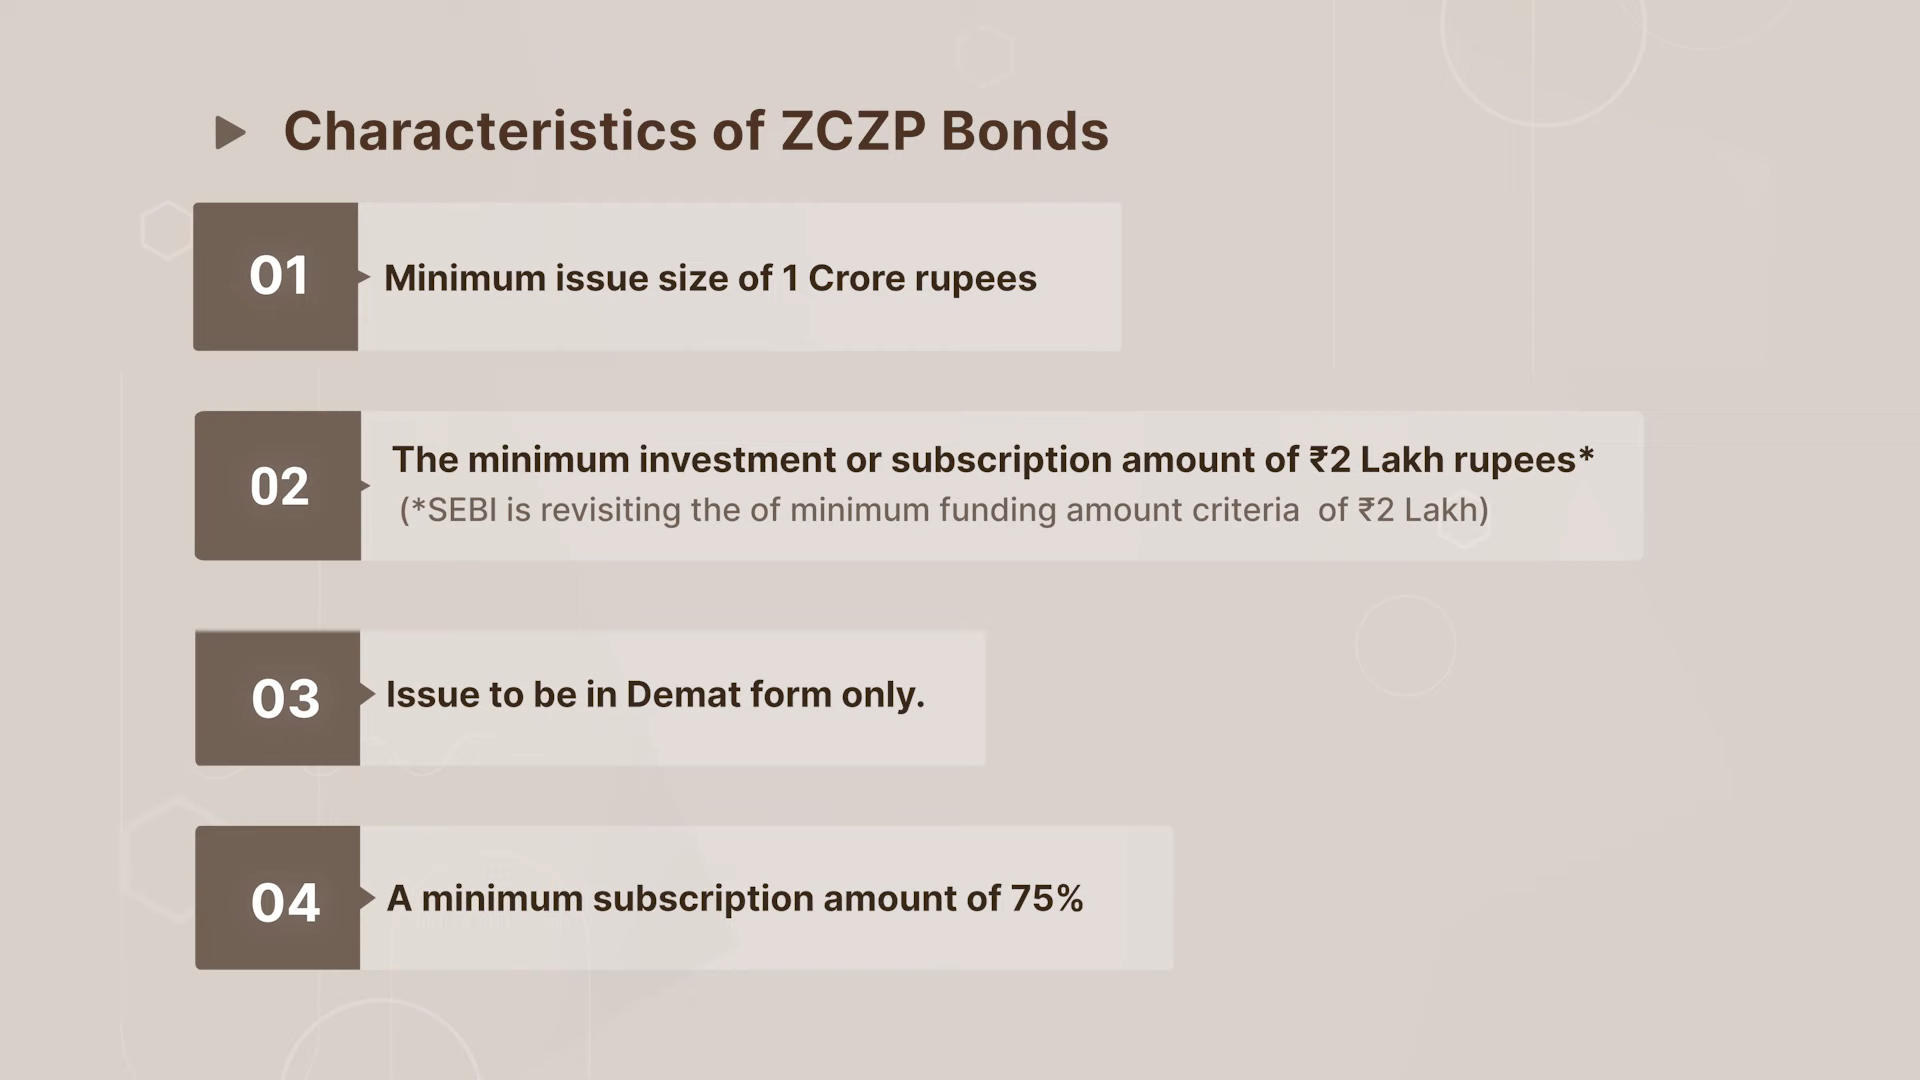 Characteristics of ZCZP Bonds
01
Minimum issue size of 1 Crore rupees
02
The minimum investment or subscription amount of ₹2 Lakh rupees*
(*SEBI is revisiting the of minimum funding amount criteria of ₹2 Lakh)
03
Issue to be in Demat form only.
04
A minimum subscription amount of 75%